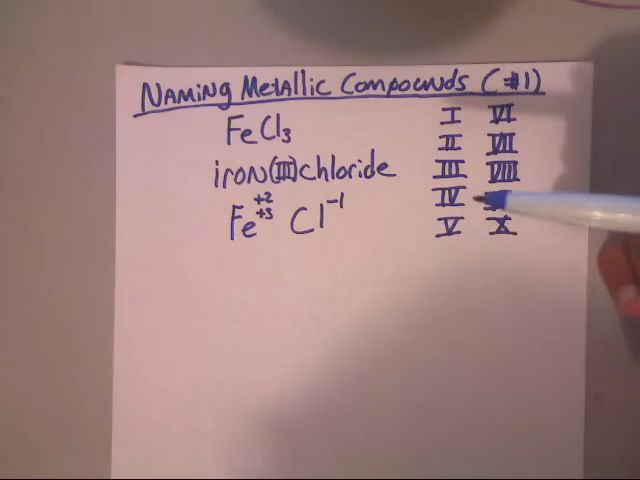 NAMING METALLIC COMPOUNDS (#1)
FeCl3
IRON(III)chloride
Fe+2 +3 Cl-1
I VI
II VII
III VIII
IV
V X